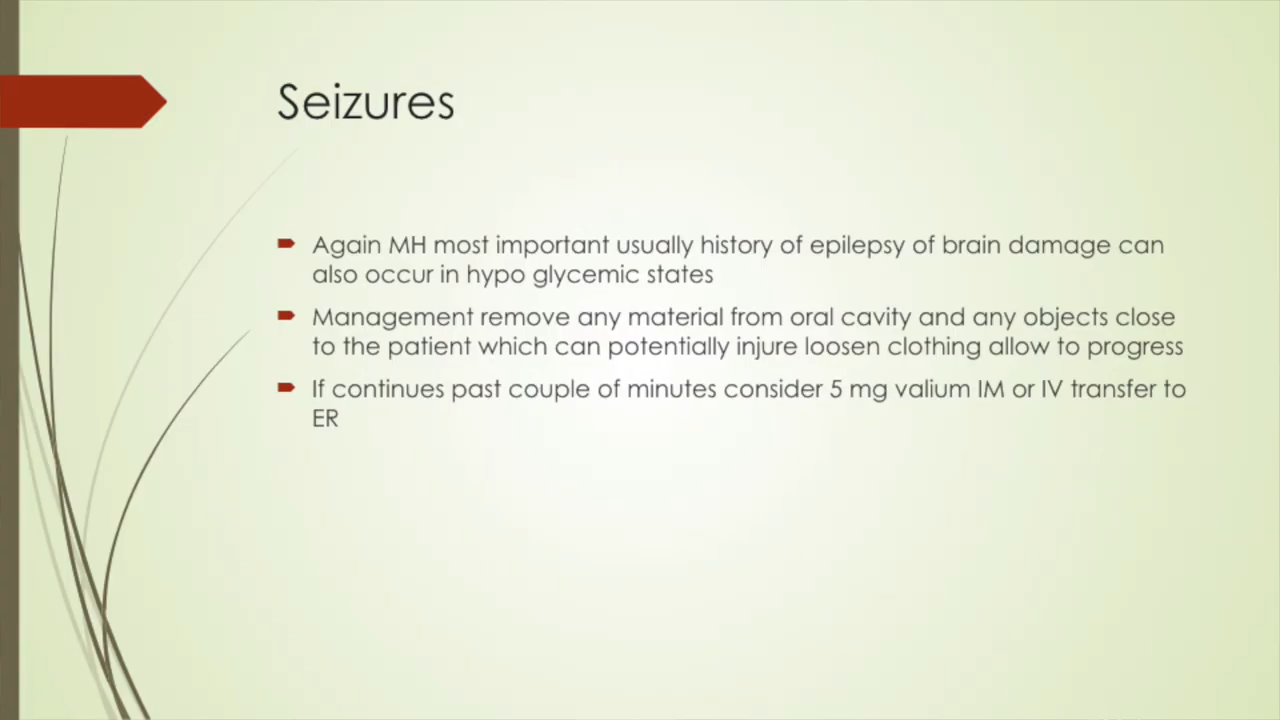 Seizures
Again MH most important usually history of epilepsy of brain damage can
also occur in hypo glycemic states
Management remove any material from oral cavity and any objects close
to the patient which can potentially injure loosen clothing allow to progress
If continues past couple of minutes consider 5 mg valium IM or IV transfer to
ER